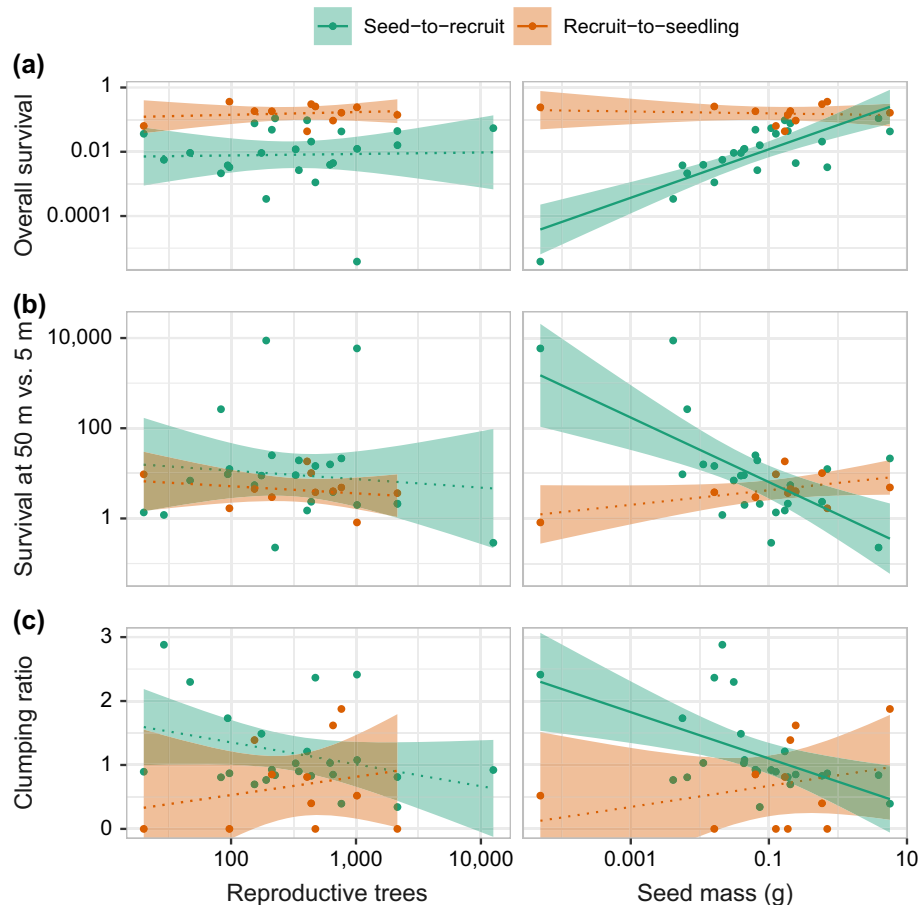 Seed-to-recruit Recruit-to-seedling
(a)
Overall survival
1
0.01
0.0001
(b)
Survival at 50 m vs. 5 m
10,000
100
1
(c)
Clumping ratio
3
2
1
0
100 1,000 10,000
0.001 0.1 10
Reproductive trees
Seed mass (g)